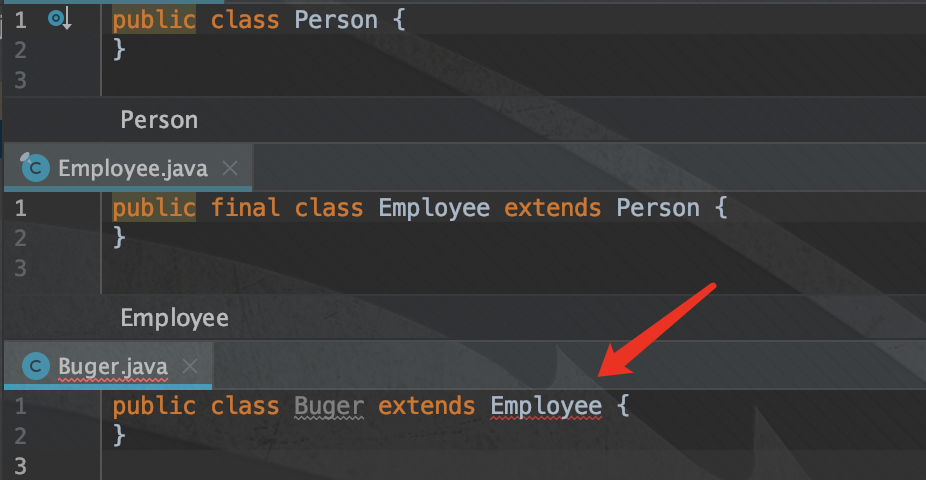 1 public class Person {
2 }
3
Person
Employee.java
1 public final class Employee extends Person {
2 }
3
Employee
Buger.java
1 public class Buger extends Employee {
2 }
3